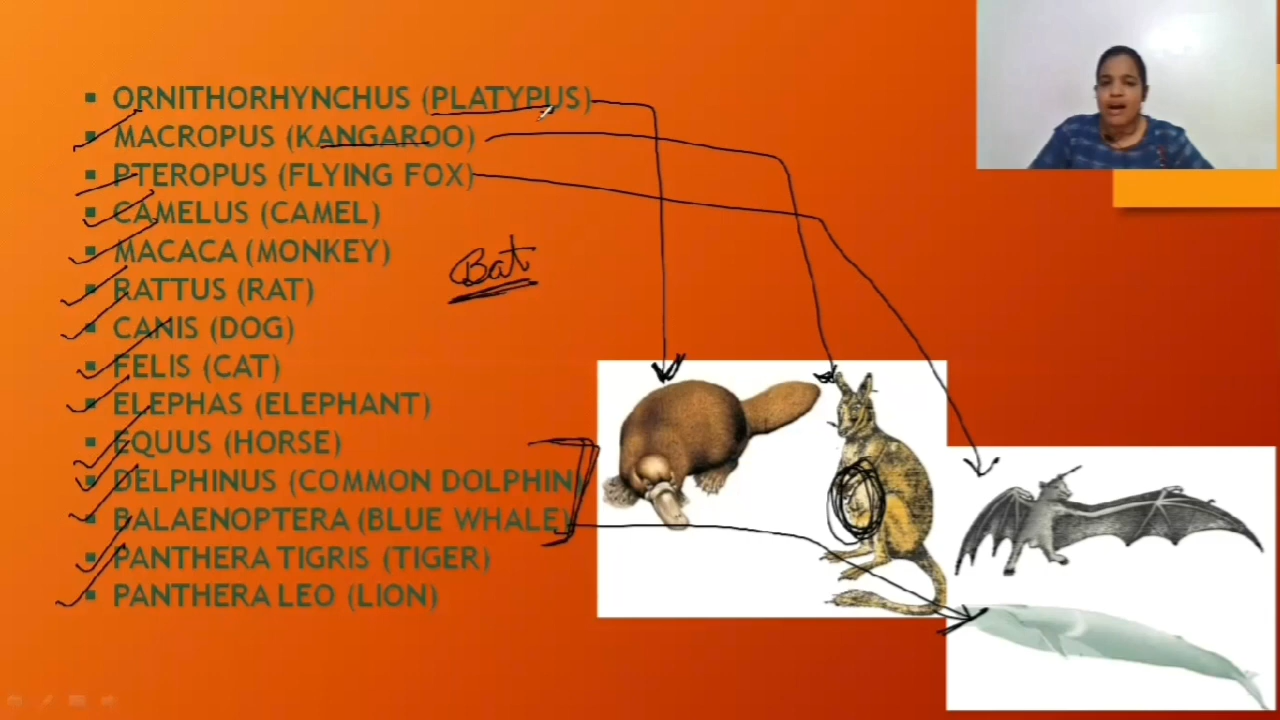 ORNITHORHYNCHUS (PLATYPUS)
MACROPUS (KANGAROO)
PTEROPUS (FLYING FOX)
CAMELUS (CAMEL)
MACACA (MONKEY)
Bat
RATTUS (RAT)
CANIS (DOG)
FELIS (CAT)
ELEPHAS (ELEPHANT)
EQUUS (HORSE)
DELPHINUS (COMMON DOLPHIN)
BALAENOPTERA (BLUE WHALE)
PANTHERA TIGRIS (TIGER)
PANTHERA LEO (LION)